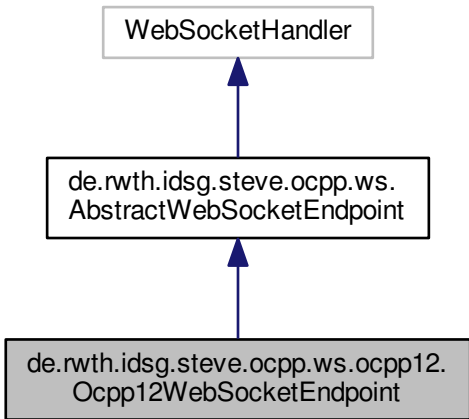 WebSocketHandler
de.rwth.idsg.steve.ocpp.ws.
AbstractWebSocketEndpoint
de.rwth.idsg.steve.ocpp.ws.ocpp12.
Ocpp12WebSocketEndpoint